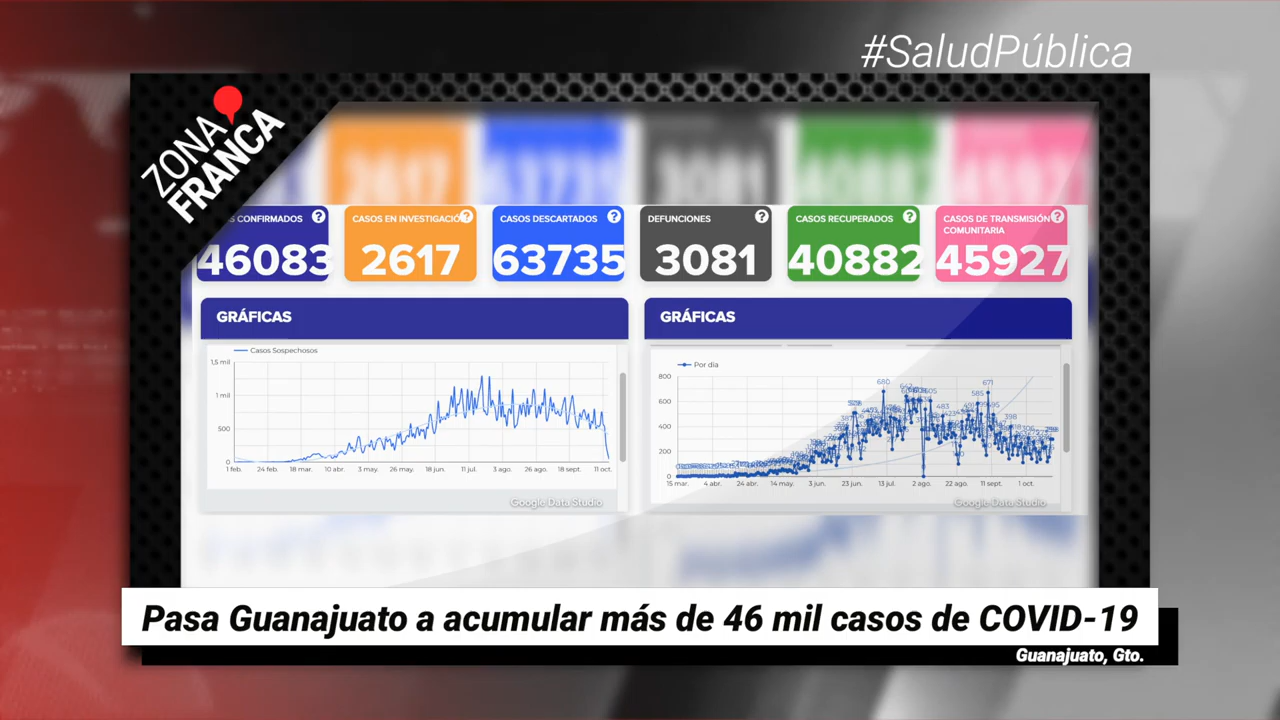 #SaludPública
ZONA
FRANCA
S CONFIRMADOS ?
46083
CASOS EN INVESTIGACIÓ ?
2617
CASOS DESCARTADOS ?
63735
DEFUNCIONES ?
3081
CASOS RECUPERADOS ?
40882
CASOS DE TRANSMISIÓN ?
COMUNITARIA
45927
GRÁFICAS
Casos Sospechosos
1,5 mil
1 mil
500
0
1 feb. 24 feb. 18 mar. 10 abr. 3 may. 26 may. 18 jun. 11 jul. 3 ago. 26 ago. 18 sept. 11 oct.
Google Data Studio
GRÁFICAS
Por día
800
600
400
200
0
680
671
605
585
483
398
15 mar. 4 abr. 24 abr. 14 may. 3 jun. 23 jun. 13 jul. 2 ago. 22 ago. 11 sept. 1 oct.
Google Data Studio
Pasa Guanajuato a acumular más de 46 mil casos de COVID-19
Guanajuato, Gto.